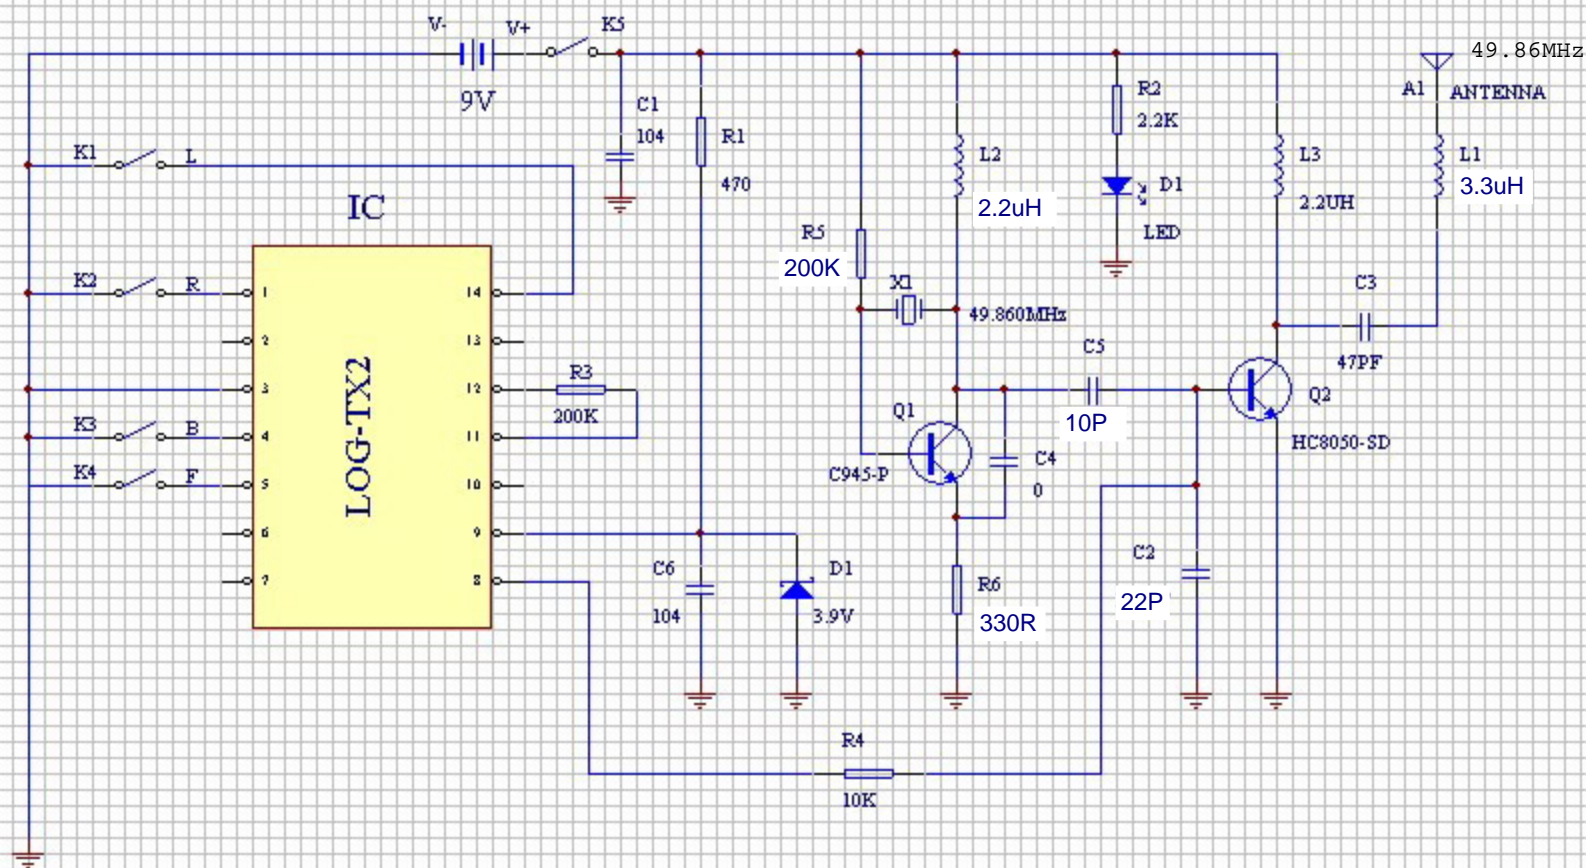 V-
V+
K5
49.86MHz
9V
C1
104
R1
470
R2
2.2K
A1
ANTENNA
K1
L
L2
2.2uH
D1
LED
L3
2.2UH
L1
3.3uH
IC
R5
200K
K2
R
1
14
X1
49.860MHz
C3
47PF
2
13
C5
10P
3
12
R3
200K
Q1
C945-P
Q2
HC8050-SD
K3
B
4
11
C4
0
K4
F
5
10
LOG-TX2
6
9
C6
104
D1
3.9V
C2
22P
7
8
R6
330R
R4
10K